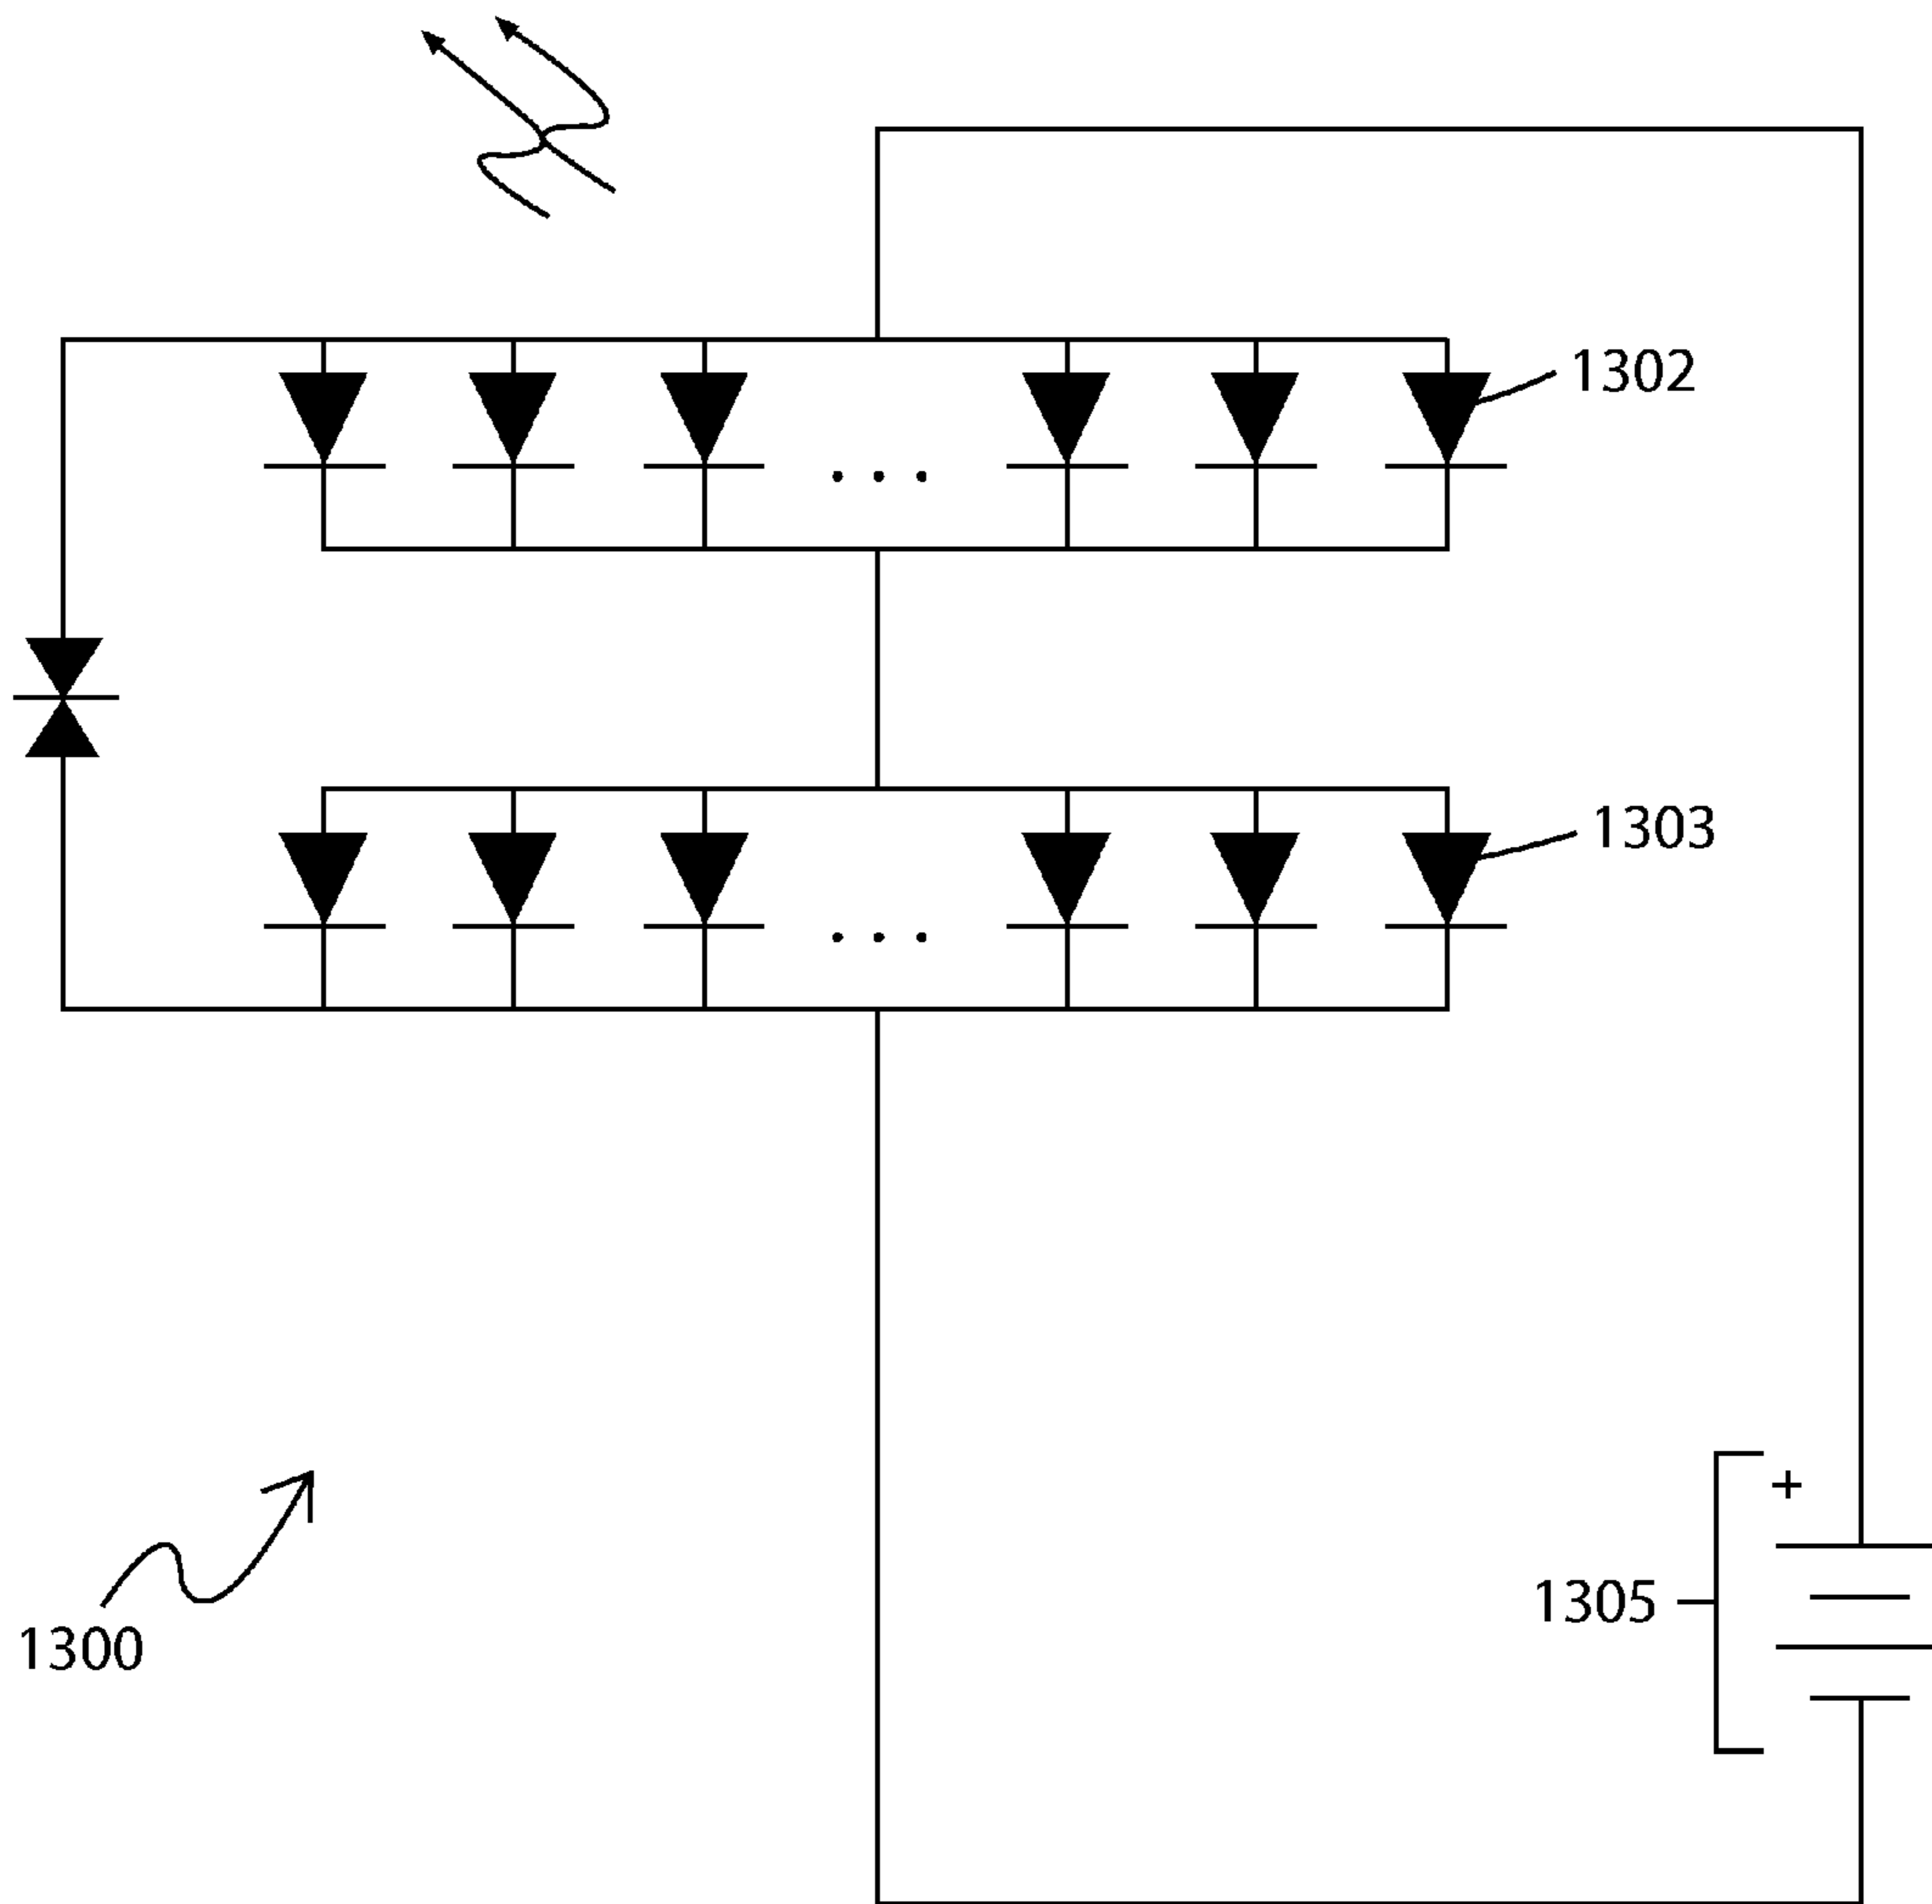 1302
. . .
1303
. . .
+
1305
1300